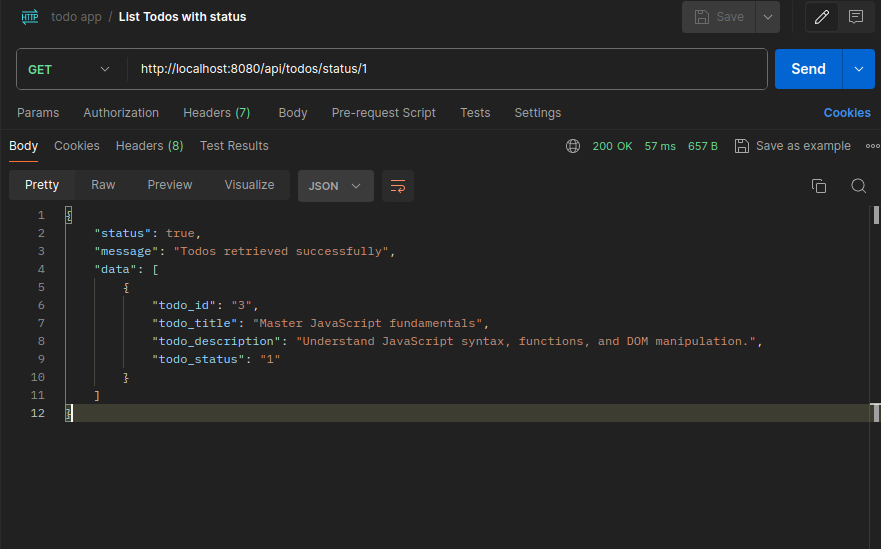 HTTP todo app / List Todos with status Save
GET http://localhost:8080/api/todos/status/1 Send
Params Authorization Headers (7) Body Pre-request Script Tests Settings Cookies
Body Cookies Headers (8) Test Results 200 OK 57 ms 657 B Save as example
Pretty Raw Preview Visualize JSON
1 {
2 "status": true,
3 "message": "Todos retrieved successfully",
4 "data": [
5 {
6 "todo_id": "3",
7 "todo_title": "Master JavaScript fundamentals",
8 "todo_description": "Understand JavaScript syntax, functions, and DOM manipulation.",
9 "todo_status": "1"
10 }
11 ]
12 }